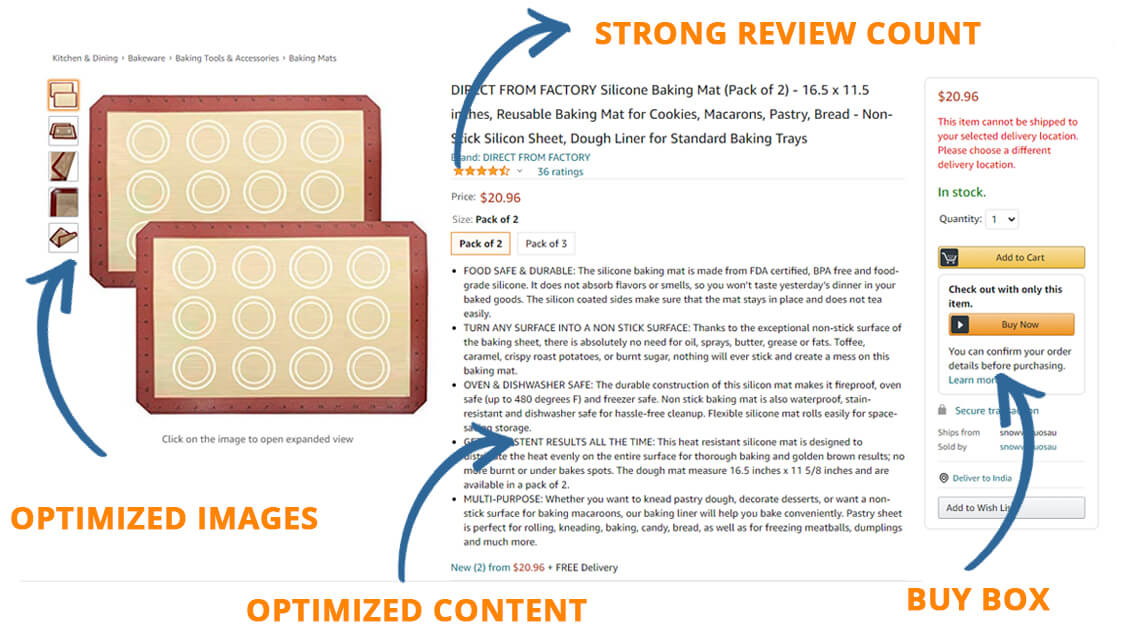 STRONG REVIEW COUNT
Kitchen & Dining › Bakeware › Baking Tools & Accessories › Baking Mats
DIRECT FROM FACTORY Silicone Baking Mat (Pack of 2) - 16.5 x 11.5
inches, Reusable Baking Mat for Cookies, Macarons, Pastry, Bread - Non-
Stick Silicon Sheet, Dough Liner for Standard Baking Trays
Brand: DIRECT FROM FACTORY
36 ratings
Price: $20.96
Size: Pack of 2
Pack of 2
Pack of 3
• FOOD SAFE & DURABLE: The silicone baking mat is made from FDA certified, BPA free and food-
grade silicone. It does not absorb flavors or smells, so you won't taste yesterday's dinner in your
baked goods. The silicon coated sides make sure that the mat stays in place and does not tea
easily.
• TURN ANY SURFACE INTO A NON STICK SURFACE: Thanks to the exceptional non-stick surface of
the baking sheet, there is absolutely no need for oil, sprays, butter, grease or fats. Toffee,
caramel, crispy roast potatoes, or burnt sugar, nothing will ever stick and create a mess on this
baking mat.
• OVEN & DISHWASHER SAFE: The durable construction of this silicon mat makes it fireproof, oven
safe (up to 480 degrees F) and freezer safe. Non stick baking mat is also waterproof, stain-
resistant and dishwasher safe for hassle-free cleanup. Flexible silicone mat rolls easily for space-
saving storage.
• RESULTS ALL THE TIME: This heat resistant silicone mat is designed to
distribute the heat evenly on the entire surface for thorough baking and golden brown results; no
more burnt or under bakes spots. The dough mat measure 16.5 inches x 11 5/8 inches and are
available in a pack of 2.
• MULTI-PURPOSE: Whether you want to knead pastry dough, decorate desserts, or want a non-
stick surface for baking macaroons, our baking liner will help you bake conveniently. Pastry sheet
is perfect for rolling, kneading, baking, candy, bread, as well as for freezing meatballs, dumplings
and much more.
New (2) from $20.96 + FREE Delivery
$20.96
This item cannot be shipped to
your selected delivery location.
Please choose a different
delivery location.
In stock.
Quantity: 1
Add to Cart
Check out with only this
item.
Buy Now
You can confirm your order
details before purchasing.
Learn more
Secure transaction
Ships from
Sold by
Deliver to India
Add to Wish List
Click on the image to open expanded view
OPTIMIZED IMAGES
OPTIMIZED CONTENT
BUY BOX